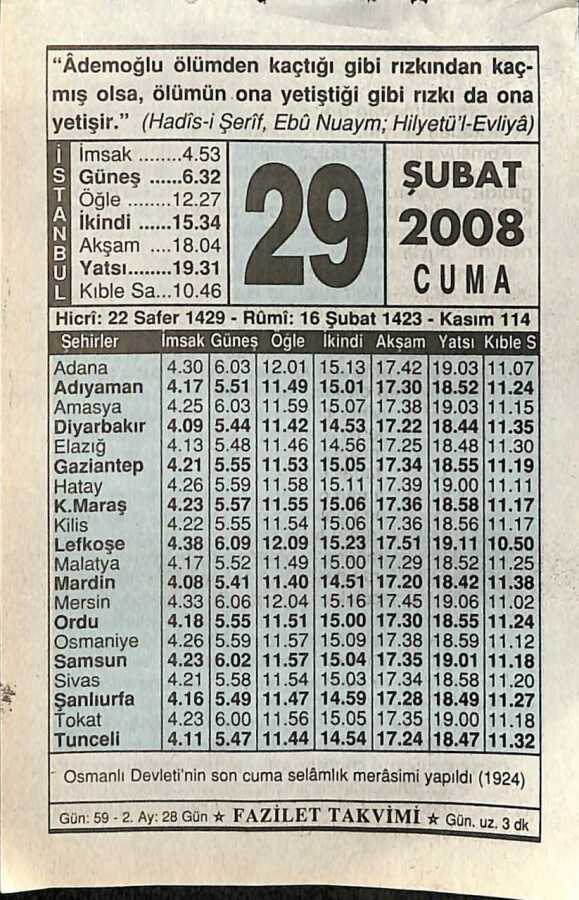 “Âdemoğlu ölümden kaçtığı gibi rızkından kaç-
mış olsa, ölümün ona yetiştiği gibi rızkı da ona
yetişir.” (Hadîs-i Şerîf, Ebû Nuaym; Hilyetü'l-Evliyâ)
İSTANBUL
İmsak ........4.53
Güneş ......6.32
Öğle ........12.27
İkindi ......15.34
Akşam ....18.04
Yatsı........19.31
Kıble Sa...10.46
29
ŞUBAT
2008
CUMA
Hicrî: 22 Safer 1429 - Rûmî: 16 Şubat 1423 - Kasım 114
Şehirler İmsak Güneş Öğle İkindi Akşam Yatsı Kıble S
Adana 4.30 6.03 12.01 15.13 17.42 19.03 11.07
Adıyaman 4.17 5.51 11.49 15.01 17.30 18.52 11.24
Amasya 4.25 6.03 11.59 15.07 17.38 19.03 11.15
Diyarbakır 4.09 5.44 11.42 14.53 17.22 18.44 11.35
Elazığ 4.13 5.48 11.46 14.56 17.25 18.48 11.30
Gaziantep 4.21 5.55 11.53 15.05 17.34 18.55 11.19
Hatay 4.26 5.59 11.58 15.11 17.39 19.00 11.11
K.Maraş 4.23 5.57 11.55 15.06 17.36 18.58 11.17
Kilis 4.22 5.55 11.54 15.06 17.36 18.56 11.17
Lefkoşe 4.38 6.09 12.09 15.23 17.51 19.11 10.50
Malatya 4.17 5.52 11.49 15.00 17.29 18.52 11.25
Mardin 4.08 5.41 11.40 14.51 17.20 18.42 11.38
Mersin 4.33 6.06 12.04 15.16 17.45 19.06 11.02
Ordu 4.18 5.55 11.51 15.00 17.30 18.55 11.24
Osmaniye 4.26 5.59 11.57 15.09 17.38 18.59 11.12
Samsun 4.23 6.02 11.57 15.04 17.35 19.01 11.18
Sivas 4.21 5.58 11.54 15.03 17.34 18.58 11.20
Şanlıurfa 4.16 5.49 11.47 14.59 17.28 18.49 11.27
Tokat 4.23 6.00 11.56 15.05 17.35 19.00 11.18
Tunceli 4.11 5.47 11.44 14.54 17.24 18.47 11.32
Osmanlı Devleti'nin son cuma selâmlık merâsimi yapıldı (1924)
Gün: 59 - 2. Ay: 28 Gün ☆ FAZİLET TAKVİMİ ☆ Gün. uz. 3 dk